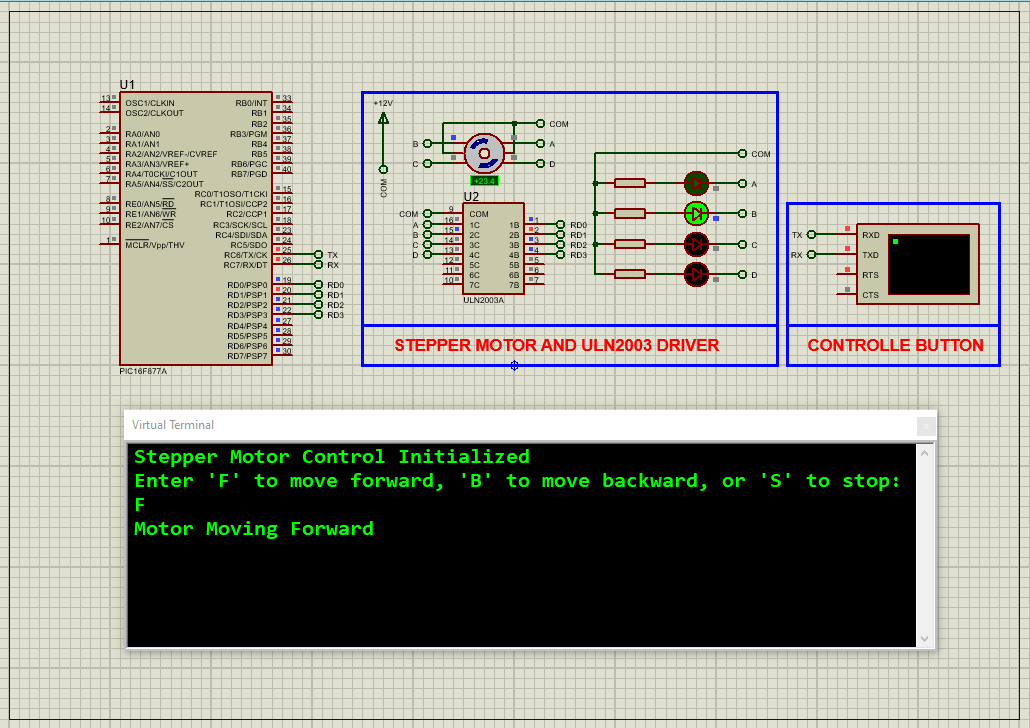 U1
13 OSC1/CLKIN RB0/INT 33
14 OSC2/CLKOUT RB1 34
RB2 35
2 RA0/AN0 RB3/PGM 36
3 RA1/AN1 RB4 37
4 RA2/AN2/VREF-/CVREF RB5 38
5 RA3/AN3/VREF+ RB6/PGC 39
6 RA4/T0CKI/C1OUT RB7/PGD 40
7 RA5/AN4/SS/C2OUT
RC0/T1OSO/T1CKI 15
8 RE0/AN5/RD RC1/T1OSI/CCP2 16
9 RE1/AN6/WR RC2/CCP1 17
10 RE2/AN7/CS RC3/SCK/SCL 18
RC4/SDI/SDA 23
1 MCLR/Vpp/THV RC5/SDO 24
RC6/TX/CK 25 TX
RC7/RX/DT 26 RX
RD0/PSP0 19 RD0
RD1/PSP1 20 RD1
RD2/PSP2 21 RD2
RD3/PSP3 22 RD3
RD4/PSP4 27
RD5/PSP5 28
RD6/PSP6 29
RD7/PSP7 30
PIC16F877A
+12V
COM
COM
B A
C D
+23.4
U2
COM 9 COM
A 16 1C 1B 1 RD0
B 15 2C 2B 2 RD1
C 14 3C 3B 3 RD2
D 13 4C 4B 4 RD3
12 5C 5B 5
11 6C 6B 6
10 7C 7B 7
ULN2003A
COM
A
B
C
D
STEPPER MOTOR AND ULN2003 DRIVER
TX RXD
RX TXD
RTS
CTS
CONTROLLE BUTTON
Virtual Terminal
x
Stepper Motor Control Initialized
Enter 'F' to move forward, 'B' to move backward, or 'S' to stop:
F
Motor Moving Forward